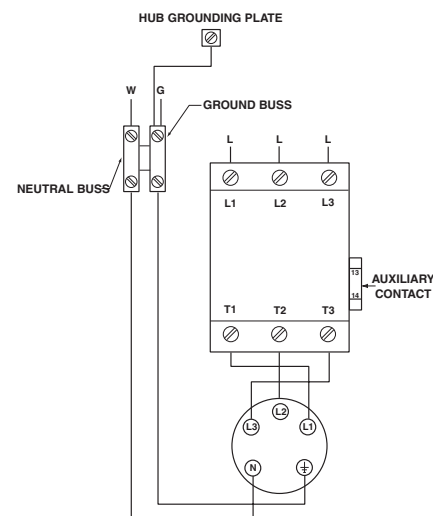 HUB GROUNDING PLATE
W
G
GROUND BUSS
NEUTRAL BUSS
L
L
L
L1
L2
L3
13
14
AUXILIARY
CONTACT
T1
T2
T3
L2
L3
L1
N